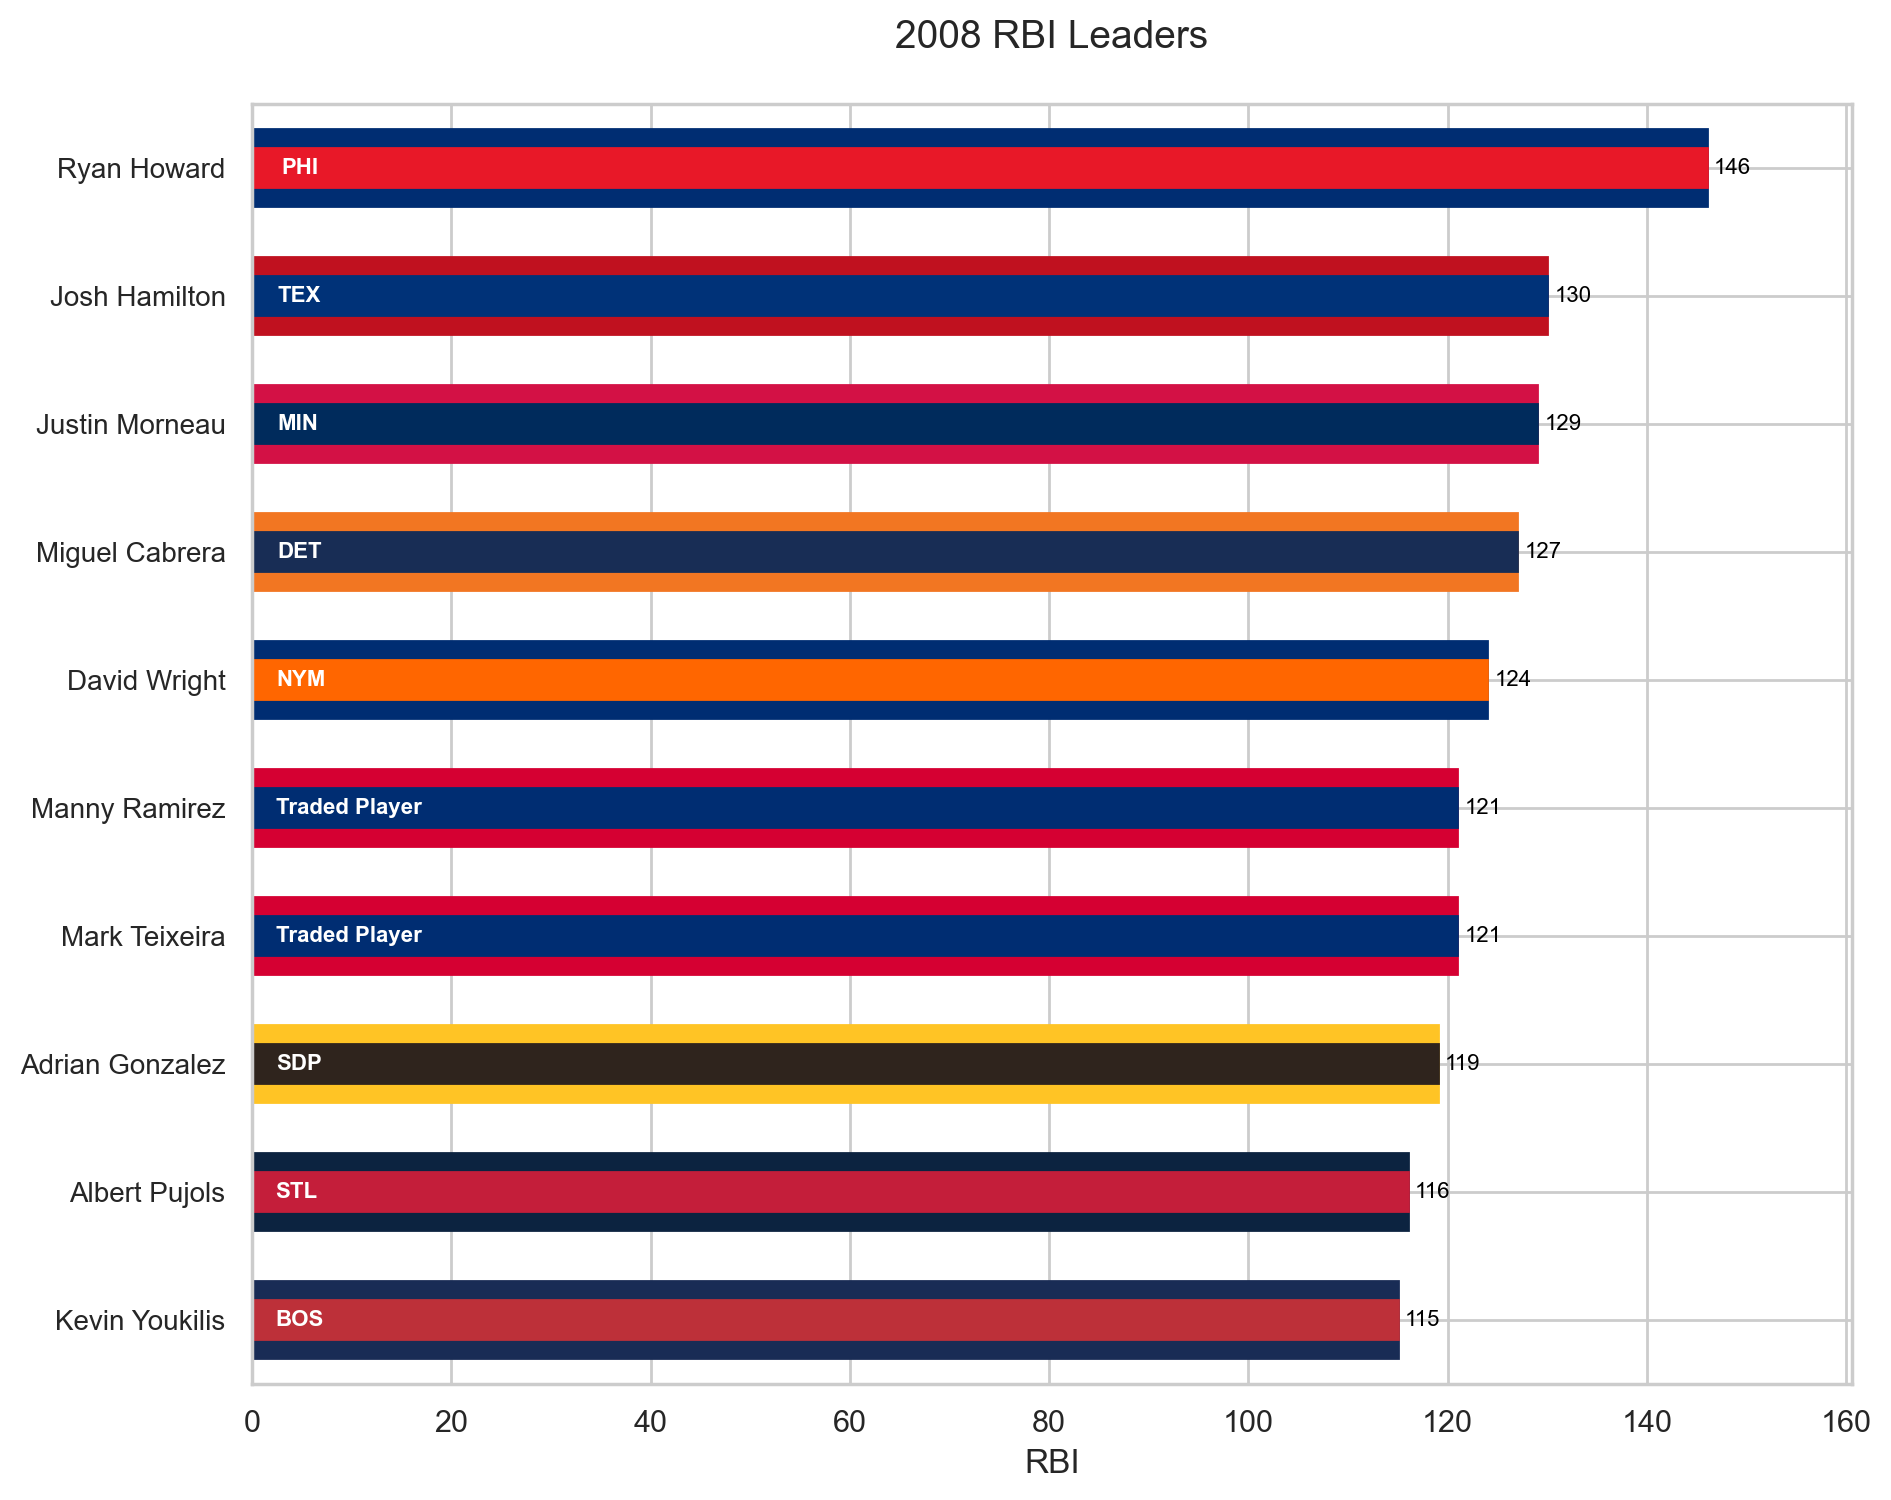 2008 RBI Leaders
Ryan Howard PHI 146
Josh Hamilton TEX 130
Justin Morneau MIN 129
Miguel Cabrera DET 127
David Wright NYM 124
Manny Ramirez Traded Player 121
Mark Teixeira Traded Player 121
Adrian Gonzalez SDP 119
Albert Pujols STL 116
Kevin Youkilis BOS 115
0 20 40 60 80 100 120 140 160
RBI